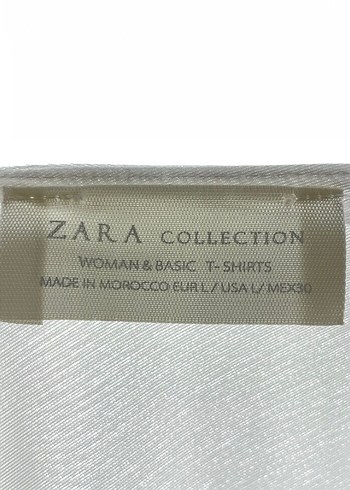 ZARA COLLECTION
WOMAN & BASIC T-SHIRTS
MADE IN MOROCCO EUR L / USA L / MEX30